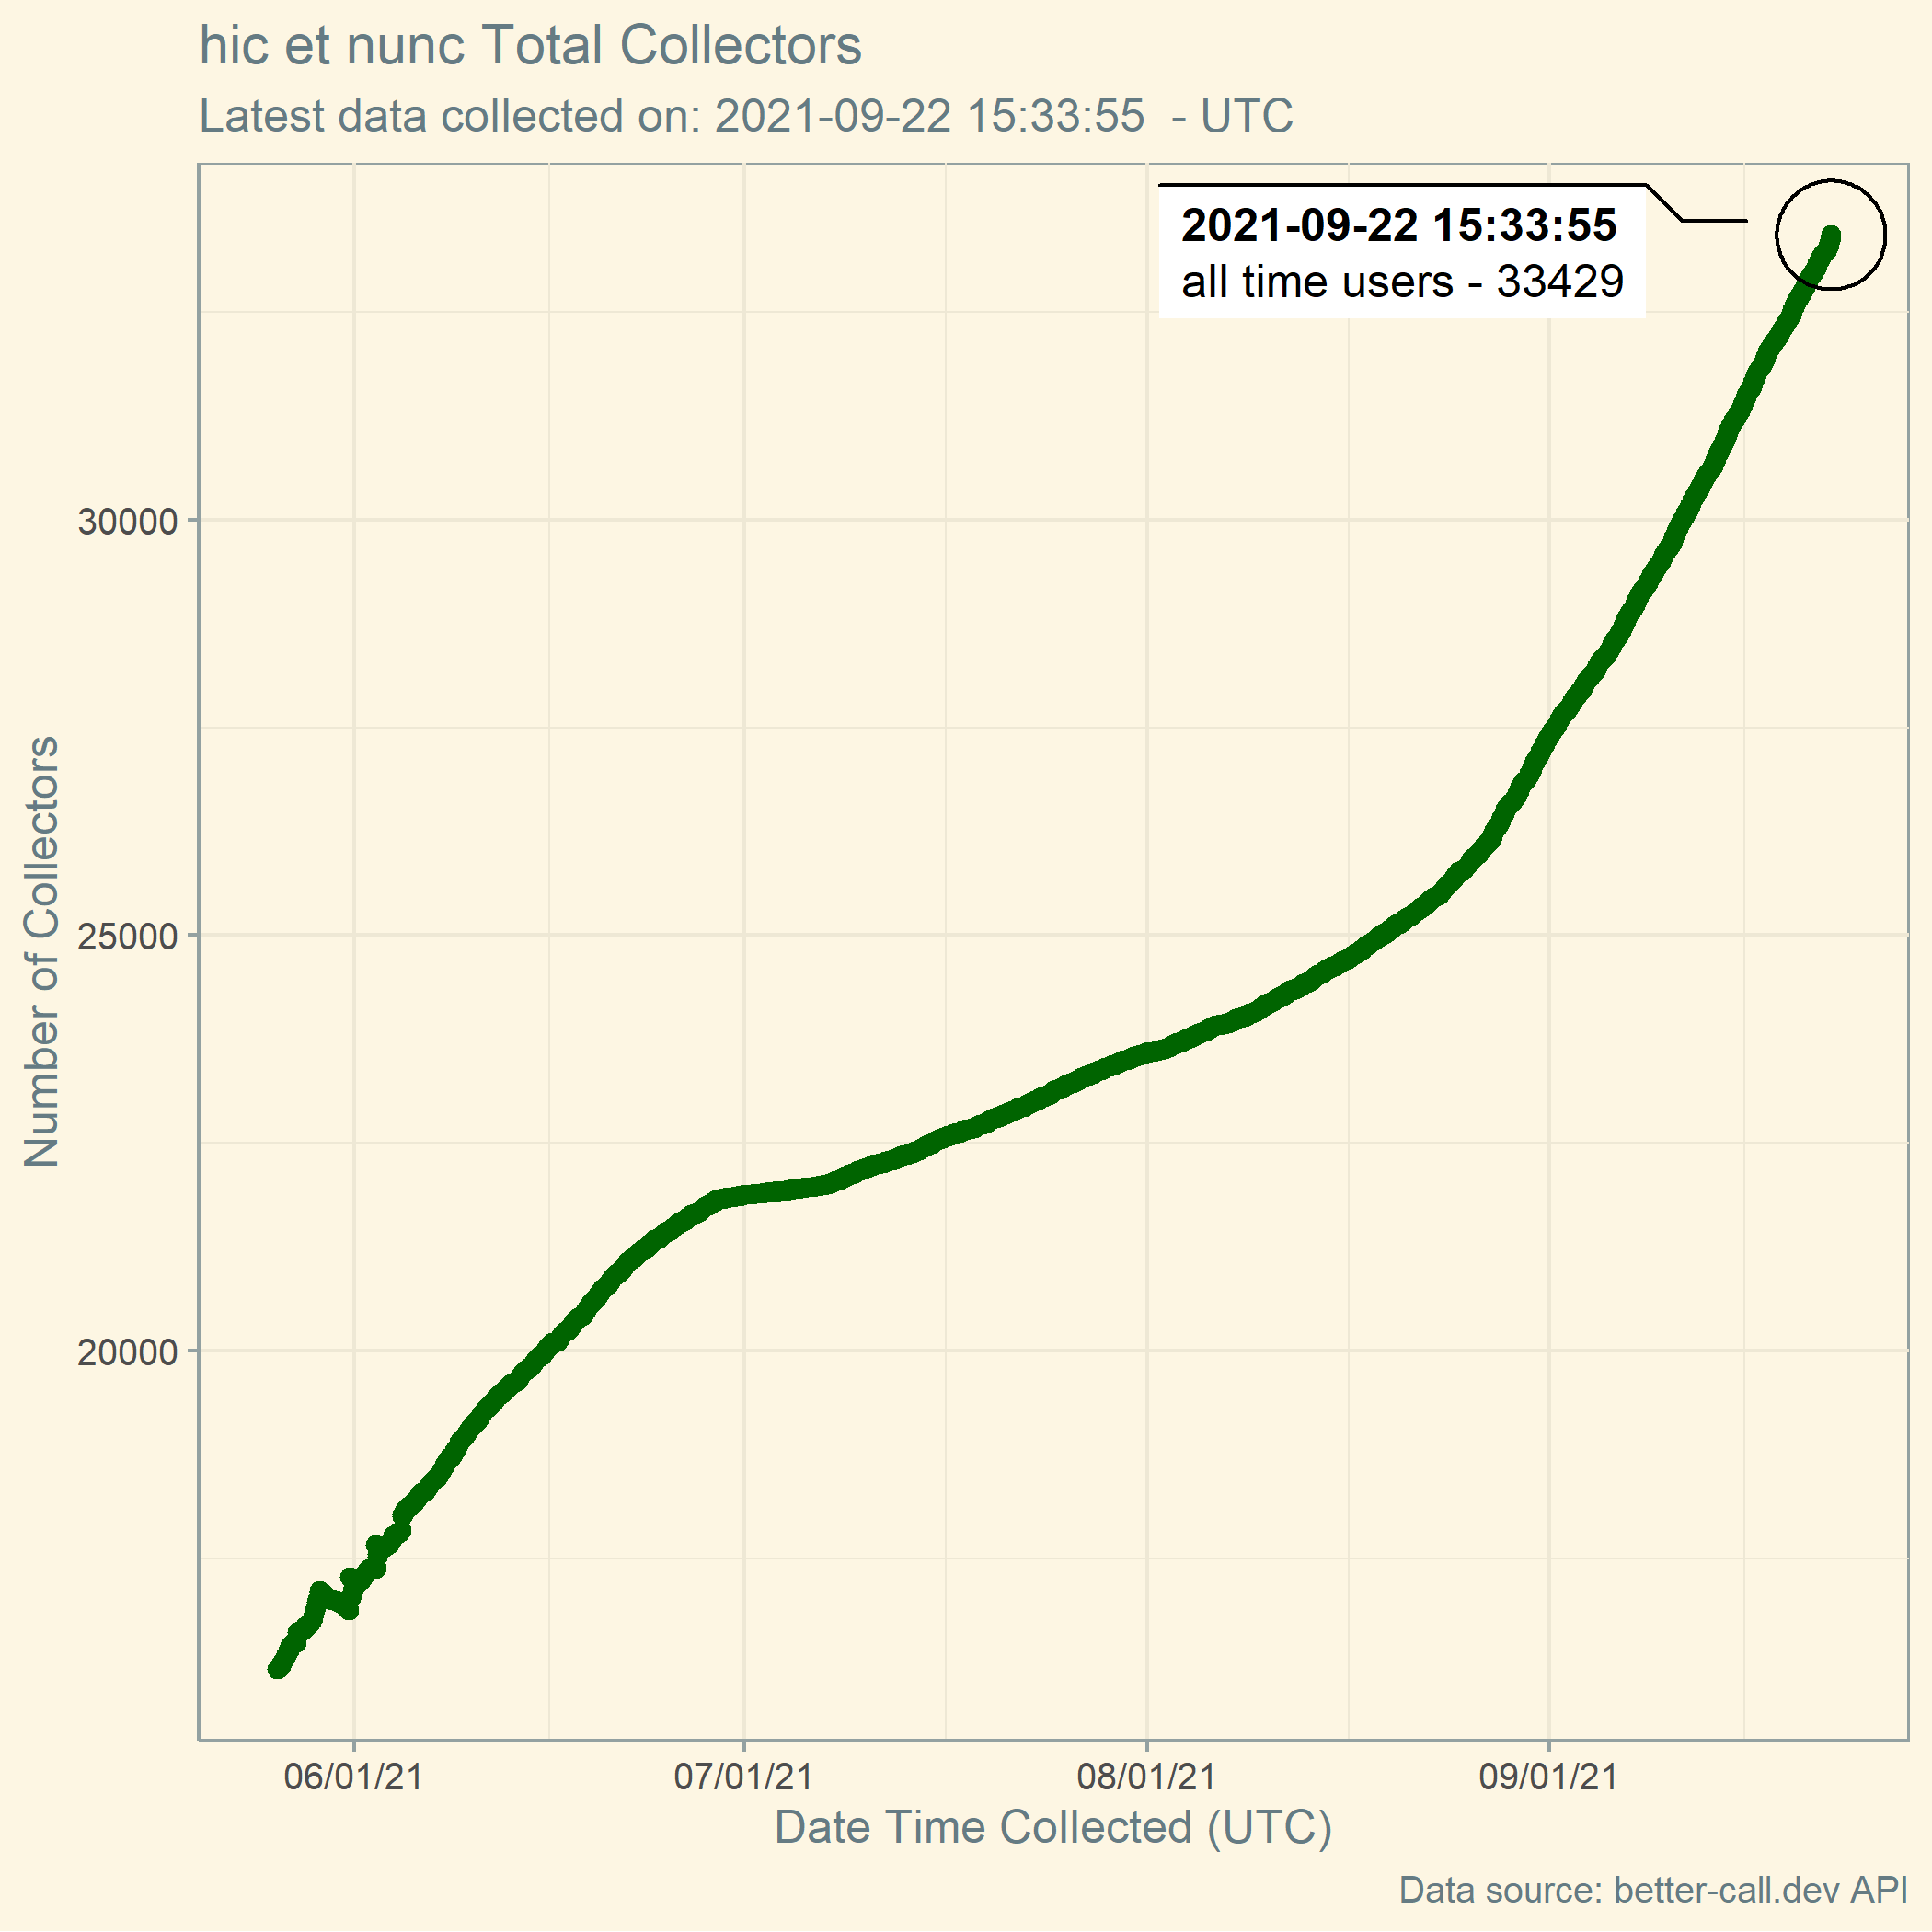 hic et nunc Total Collectors
Latest data collected on: 2021-09-22 15:33:55  - UTC
2021-09-22 15:33:55
all time users - 33429
Number of Collectors
30000
25000
20000
06/01/21
07/01/21
08/01/21
09/01/21
Date Time Collected (UTC)
Data source: better-call.dev API